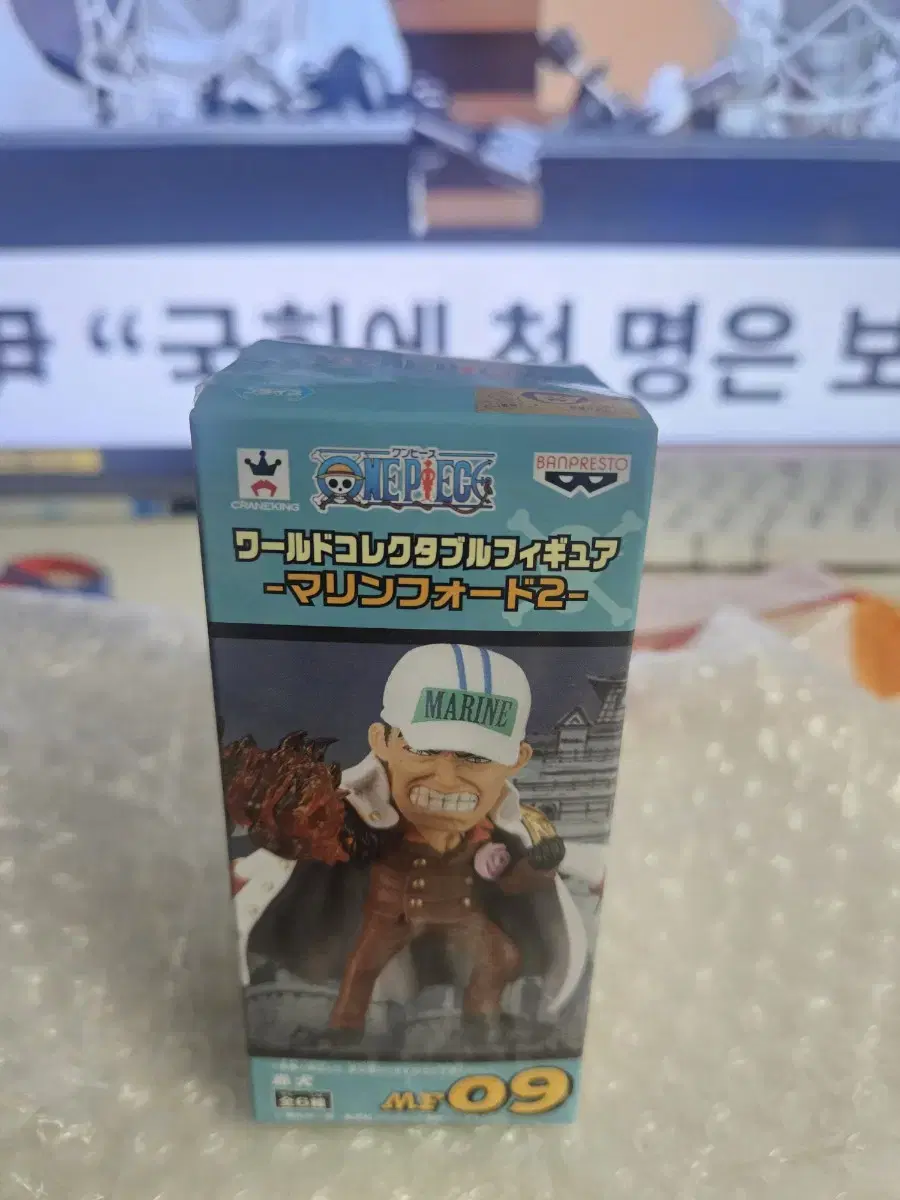 “국회에 천 명은 보
CRANEKING
ワンピース
ONE PIECE
BANPRESTO
ワールドコレクタブルフィギュア
-マリンフォード2-
MARINE
赤犬
全6種
MF09